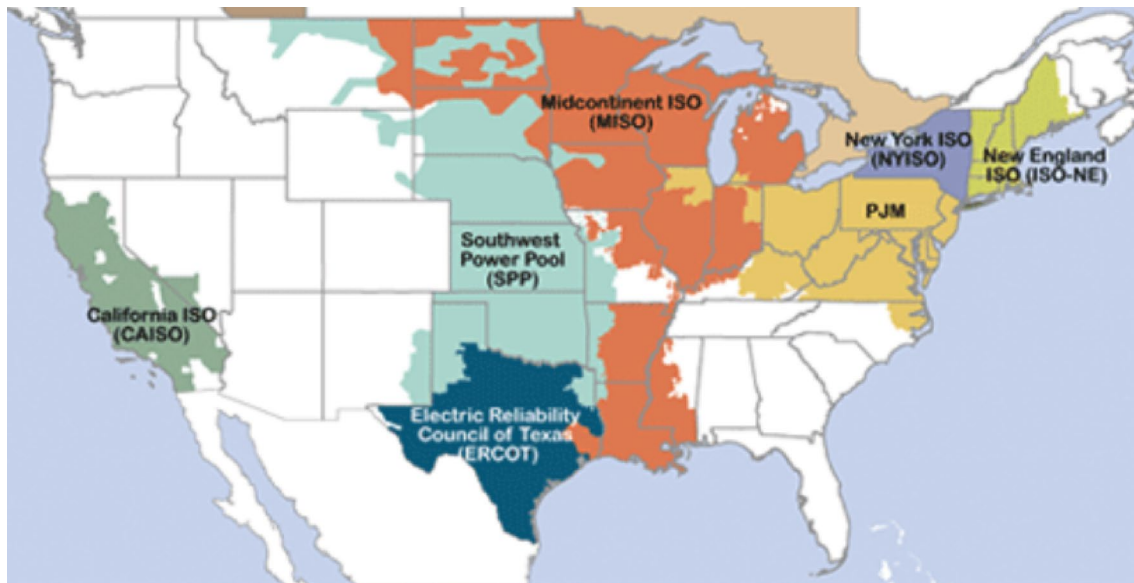 Midcontinent ISO
(MISO)
New York ISO
(NYISO)
New England
ISO (ISO-NE)
PJM
Southwest
Power Pool
(SPP)
California ISO
(CAISO)
Electric Reliability
Council of Texas
(ERCOT)